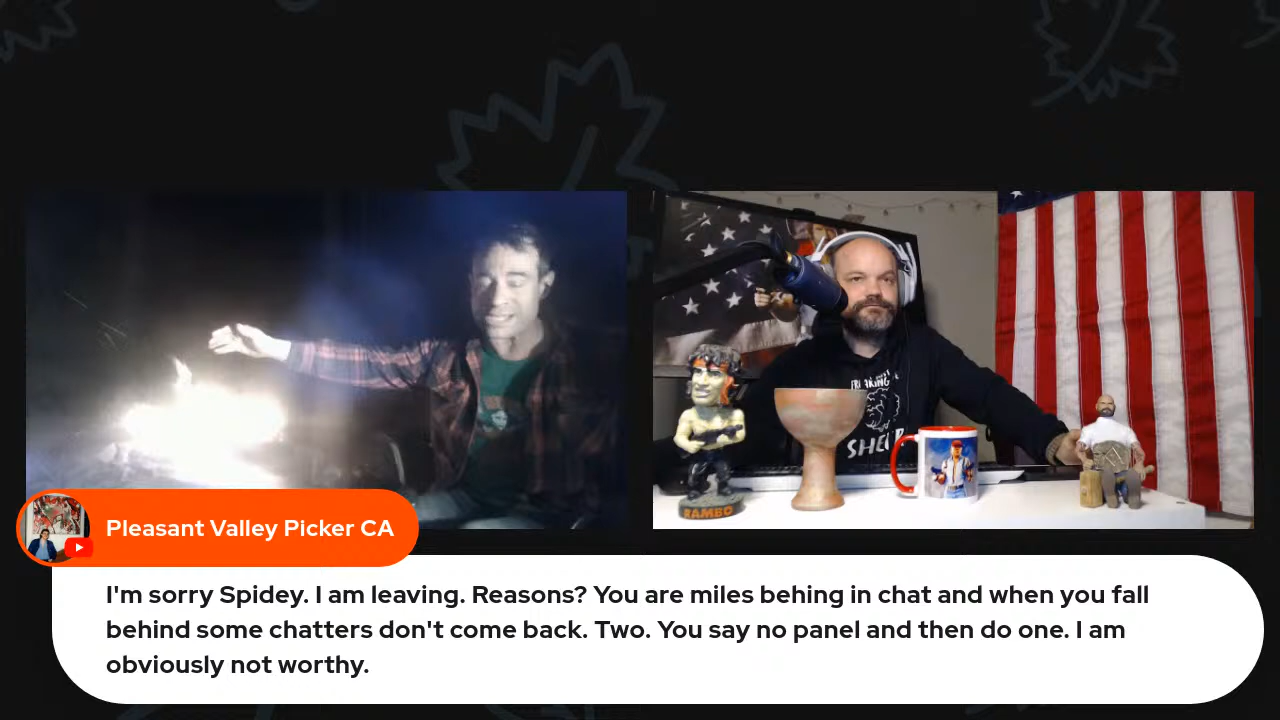 FREAKING
SHEEP
RAMBO
Pleasant Valley Picker CA
I'm sorry Spidey. I am leaving. Reasons? You are miles behing in chat and when you fall
behind some chatters don't come back. Two. You say no panel and then do one. I am
obviously not worthy.